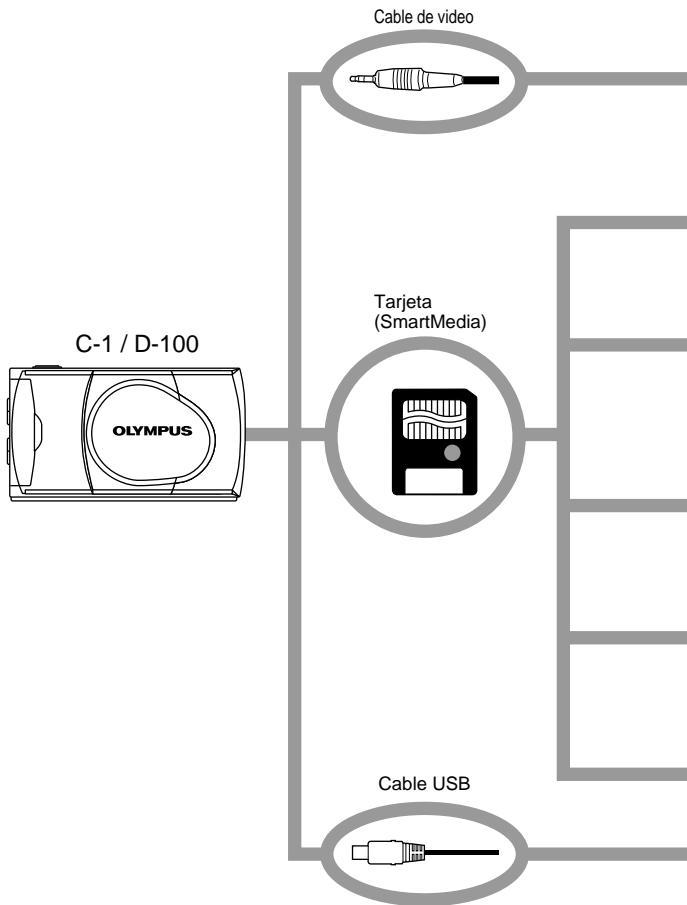 Cable de video
Tarjeta
(SmartMedia)
C-1 / D-100
OLYMPUS
Cable USB